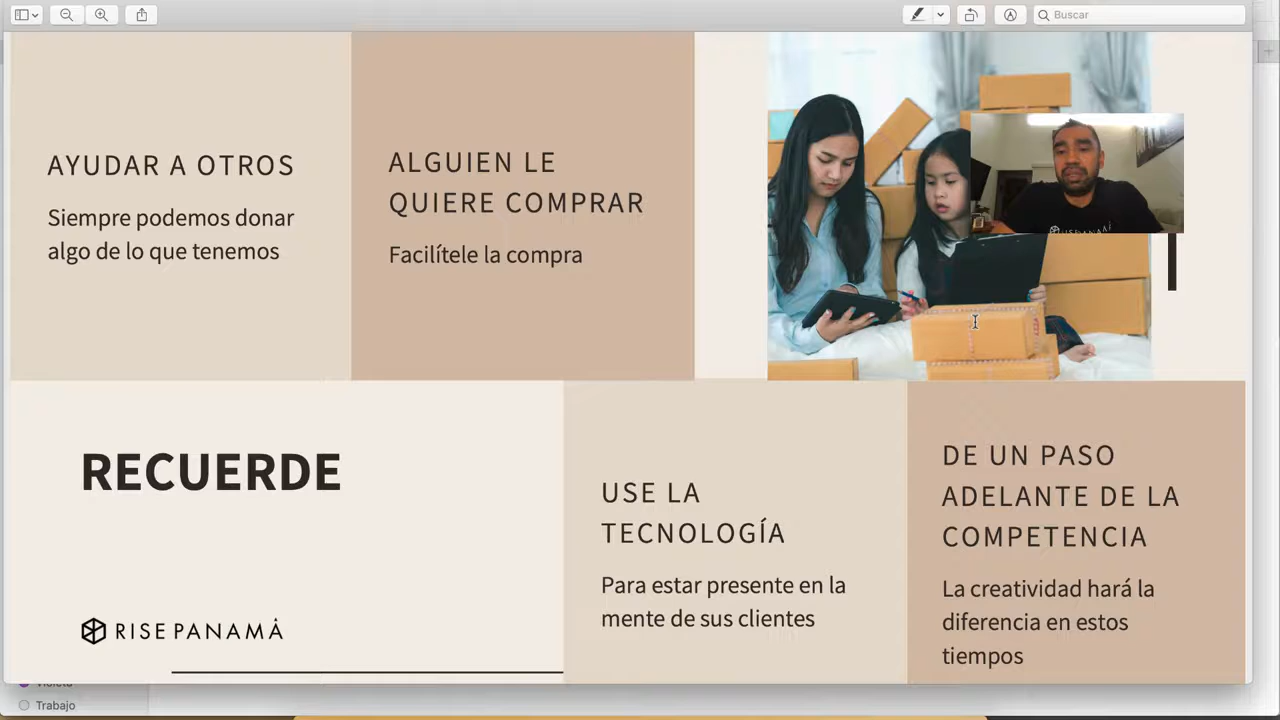 Buscar
AYUDAR A OTROS
Siempre podemos donar
algo de lo que tenemos
ALGUIEN LE
QUIERE COMPRAR
Facilítele la compra
RECUERDE
RISE PANAMÁ
USE LA
TECNOLOGÍA
Para estar presente en la
mente de sus clientes
DE UN PASO
ADELANTE DE LA
COMPETENCIA
La creatividad hará la
diferencia en estos
tiempos
Trabajo